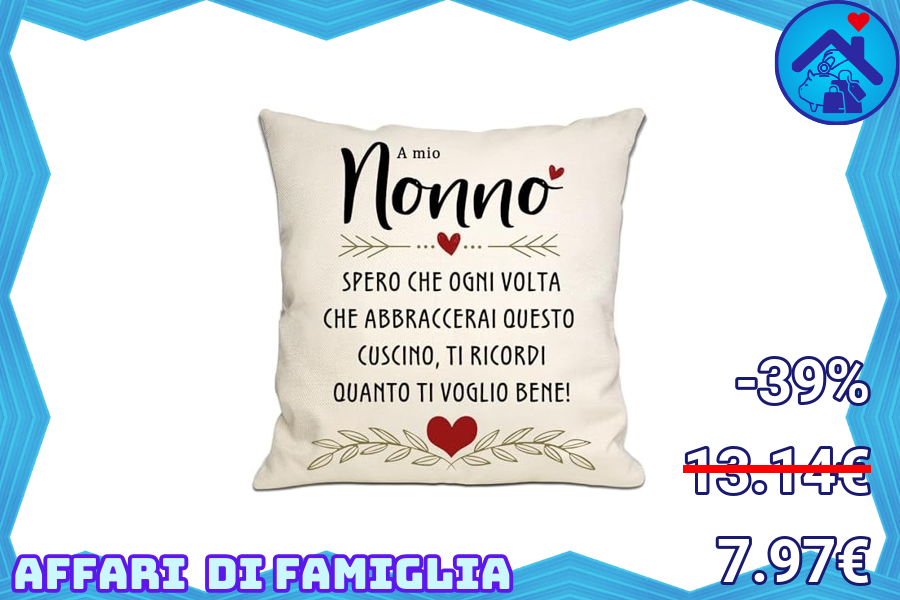 A mio
Nonno
SPERO CHE OGNI VOLTA
CHE ABBRACCERAI QUESTO
CUSCINO, TI RICORDI
QUANTO TI VOGLIO BENE!
-39%
13.14€
7.97€
AFFARI DI FAMIGLIA